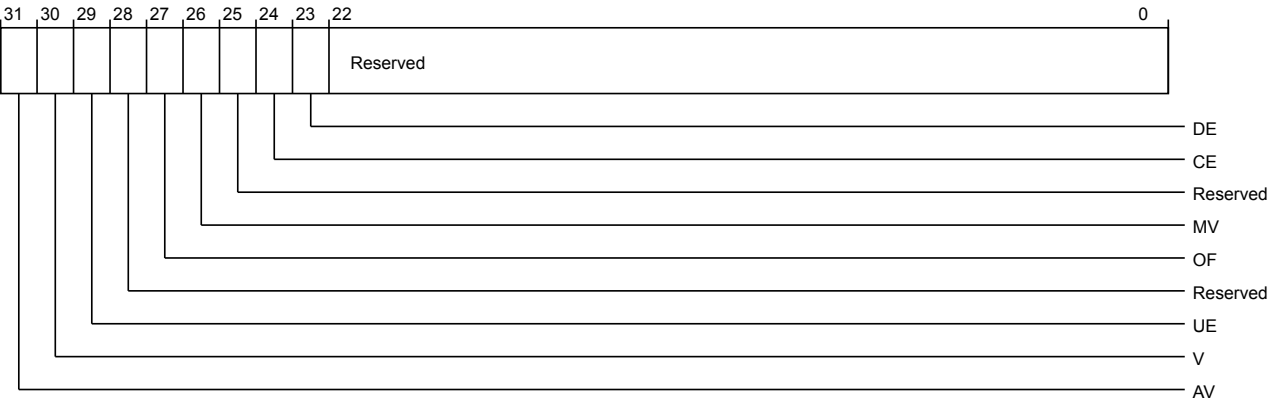 31 30 29 28 27 26 25 24 23 22 0
Reserved
DE
CE
Reserved
MV
OF
Reserved
UE
V
AV